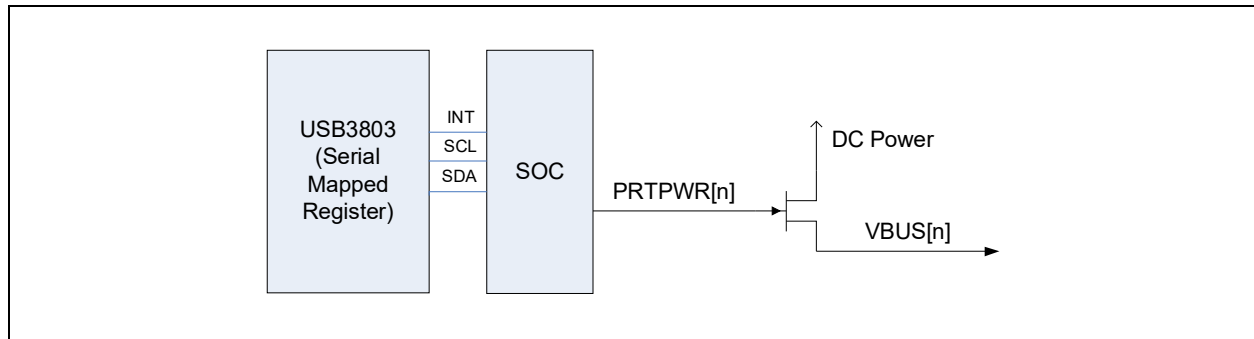 USB3803
(Serial
Mapped
Register)
INT
SCL
SDA
SOC
PRTPWR[n]
DC Power
VBUS[n]